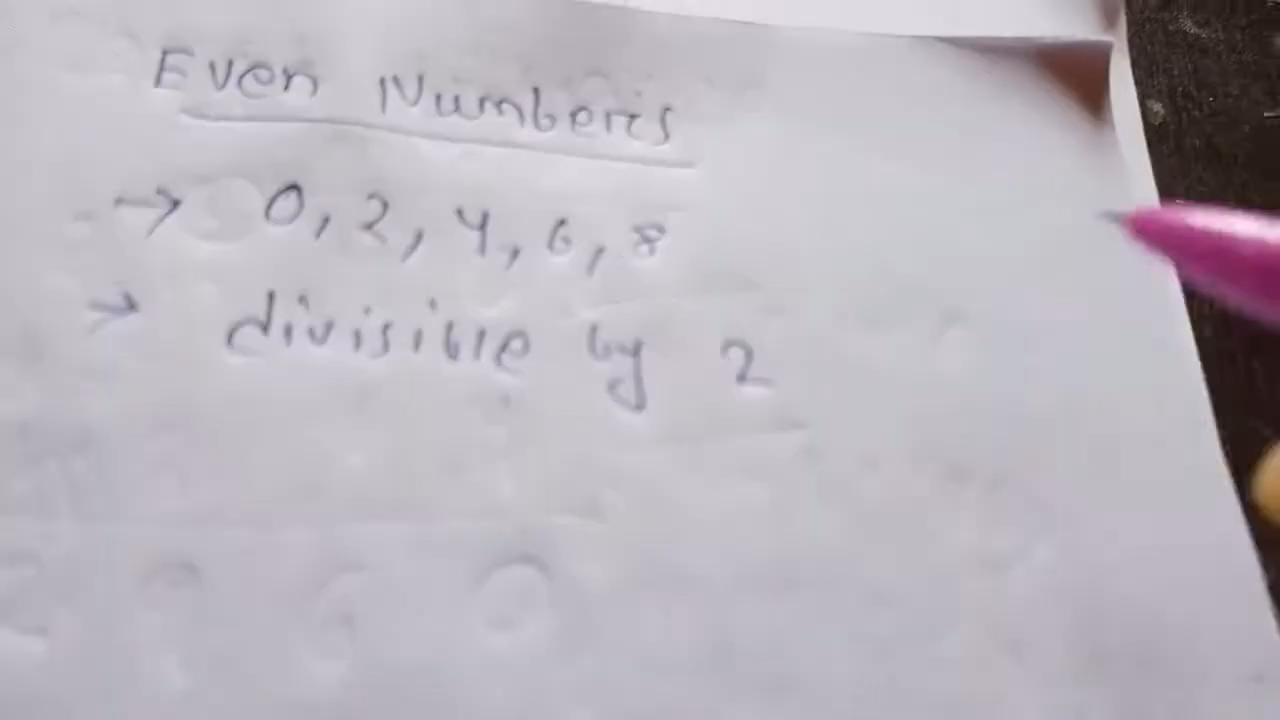 Even Numbers
→ 0, 2, 4, 6, 8
→ divisible by 2